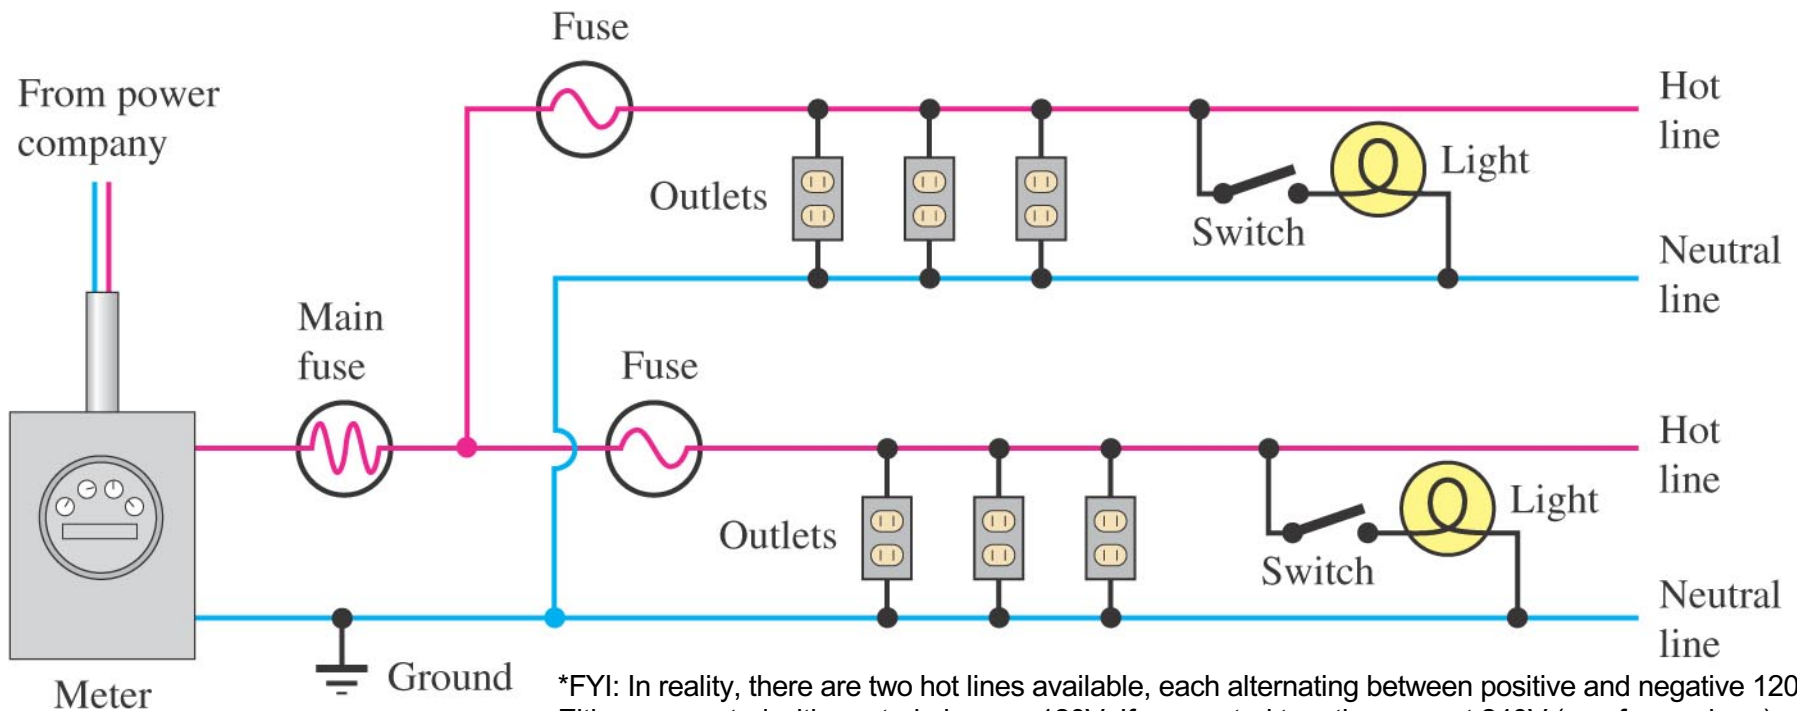 Fuse
From power
company
Hot
line
Light
Outlets
Switch
Neutral
line
Main
fuse
Fuse
Hot
line
Light
Outlets
Switch
Neutral
line
Ground
Meter
*FYI: In reality, there are two hot lines available, each alternating between positive and negative 120